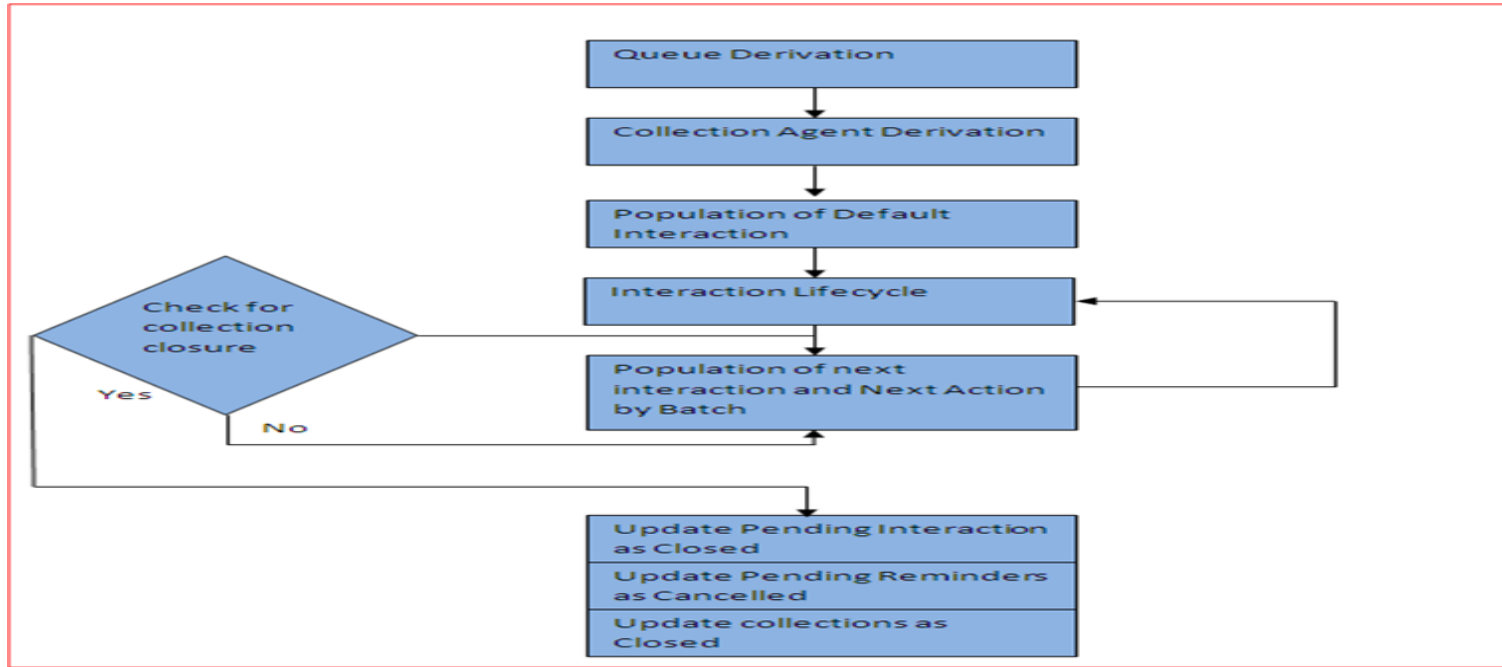 Queue Derivation
Collection Agent Derivation
Population of Default
Interaction
Interaction Lifecycle
Check for
collection
closure
Population of next
interaction and Next Action
by Batch
Yes
No
Update Pending Interaction
as Closed
Update Pending Reminders
as Cancelled
Update collections as
Closed